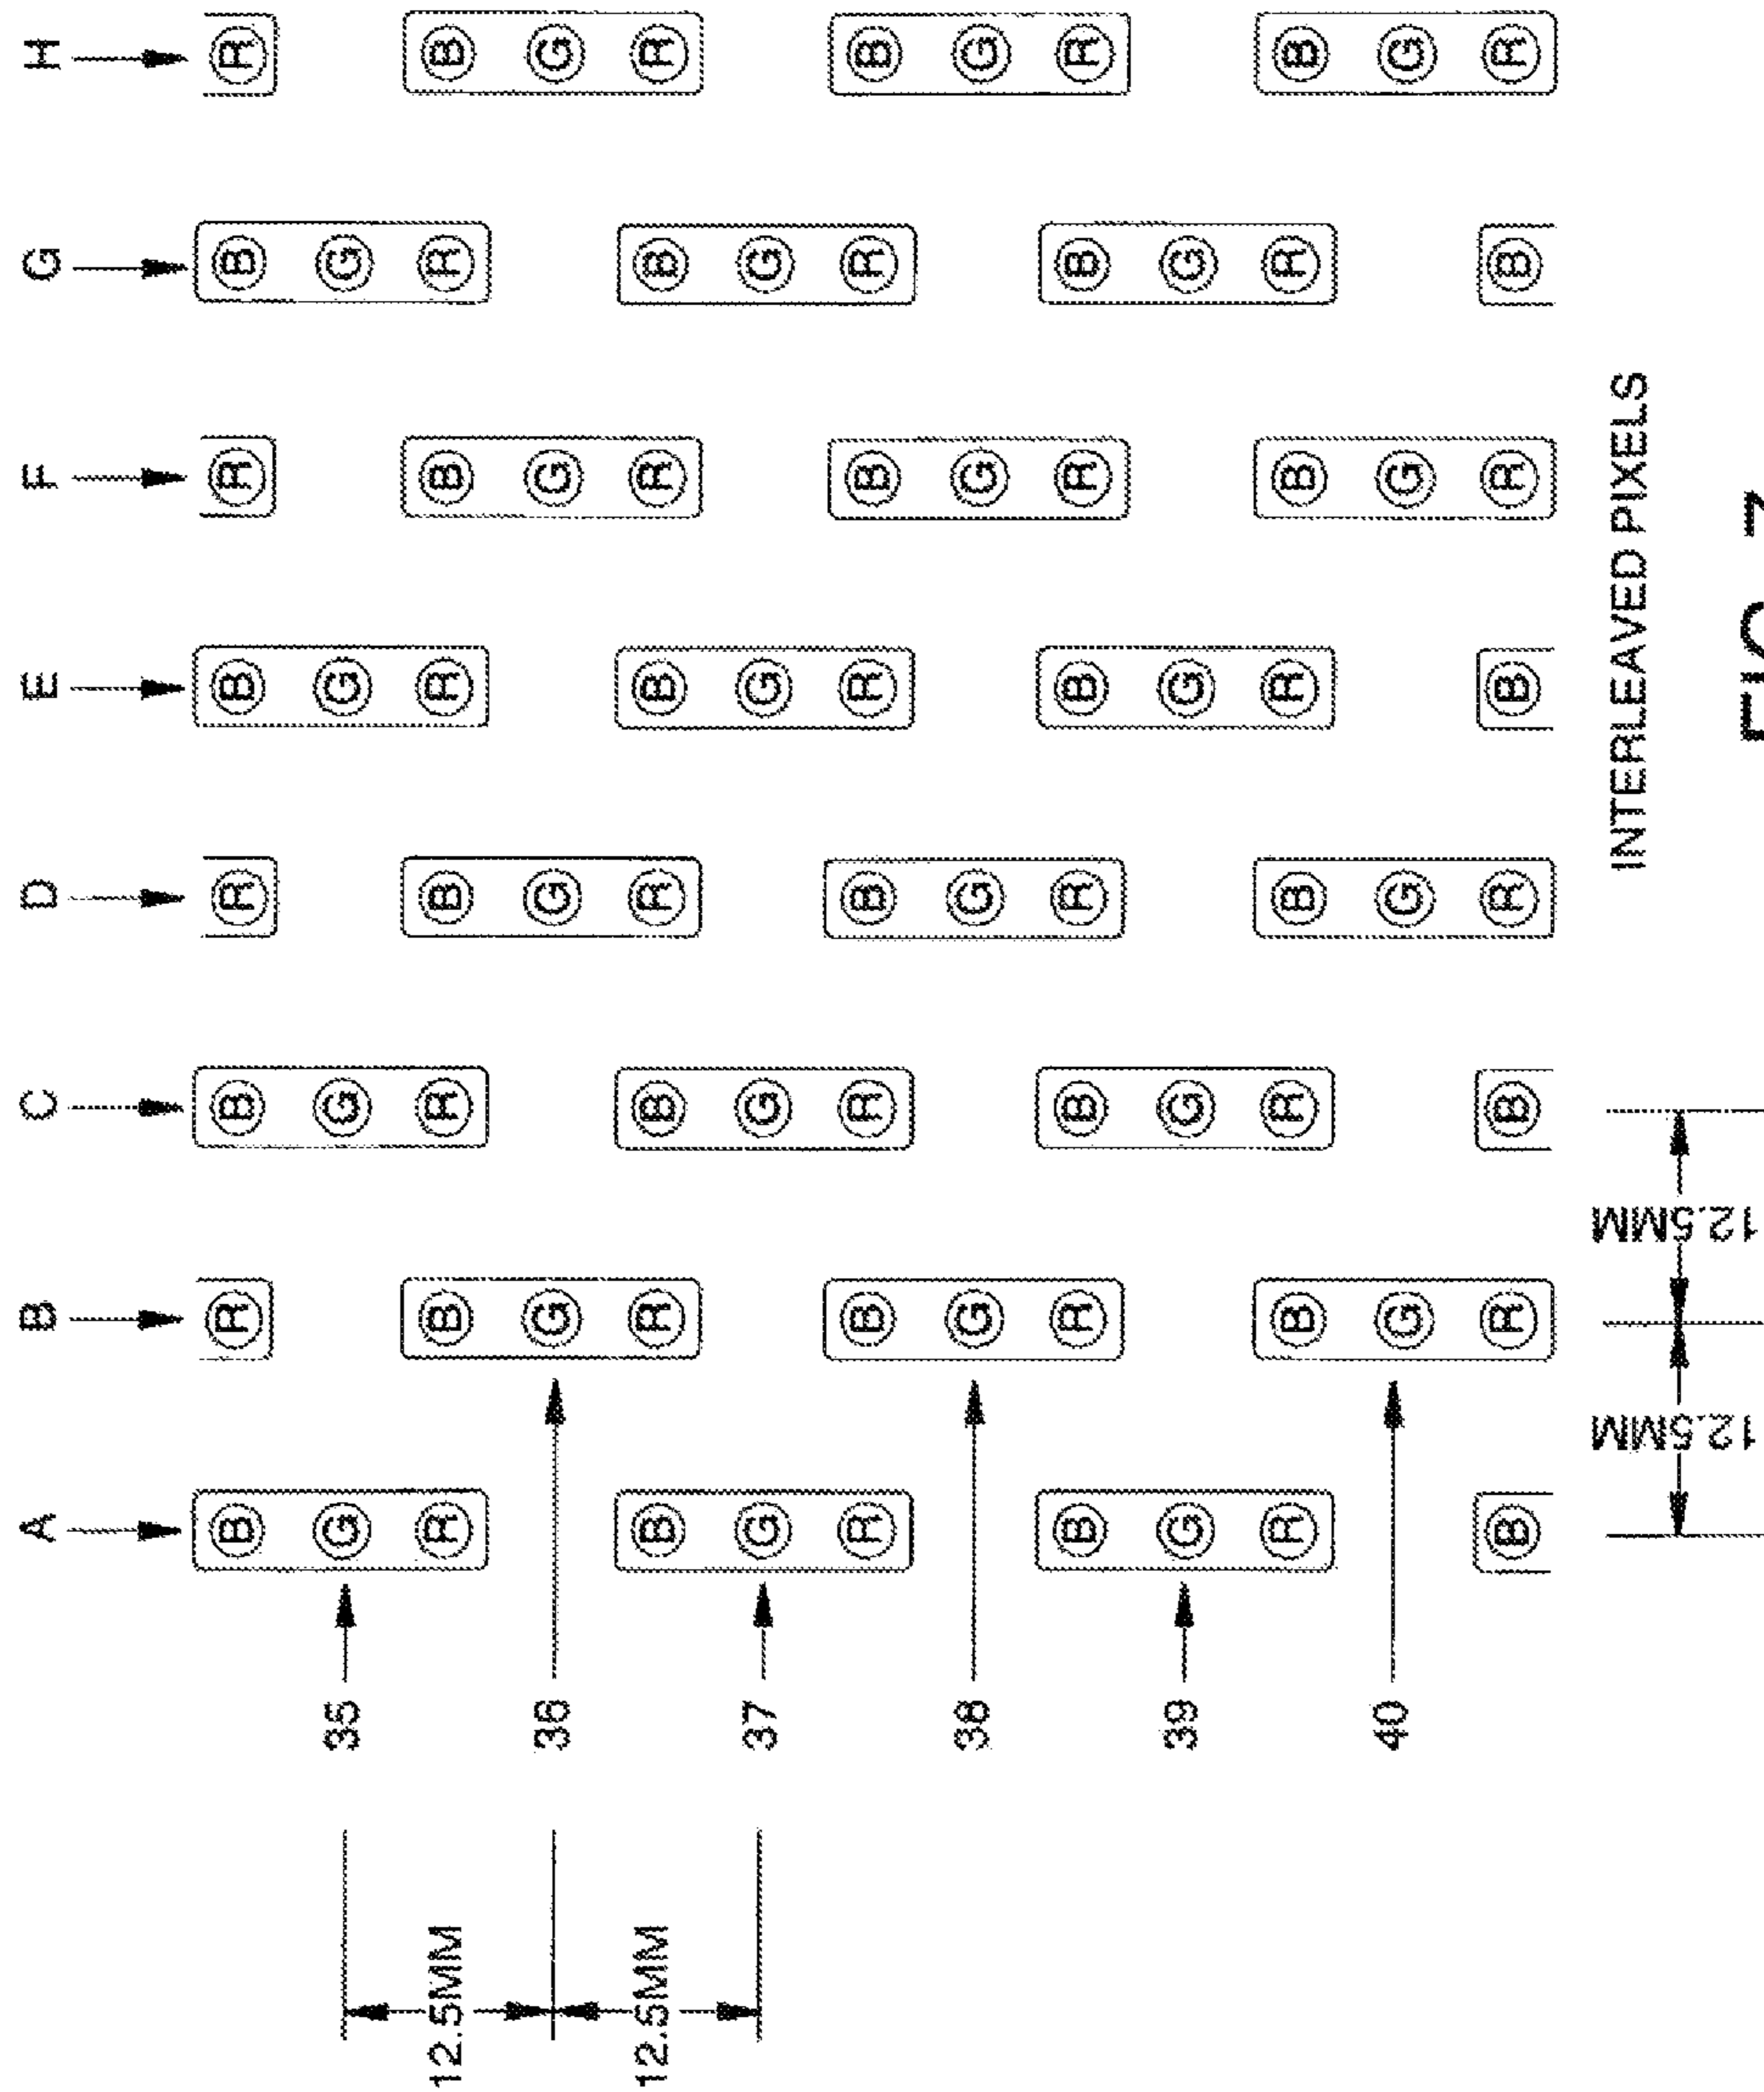 A B C D E F G H
B R B R B R B R
35 G G G G
12.5MM R B R B R B R B
36 G G G G
12.5MM B R B R B R B R
37 G G G G
R B R B R B R B
38 G G G G
B R B R B R B R
39 G G G G
R B R B R B R B
40 G G G G
B R B R B R B R
INTERLEAVED PIXELS
12.5MM 12.5MM